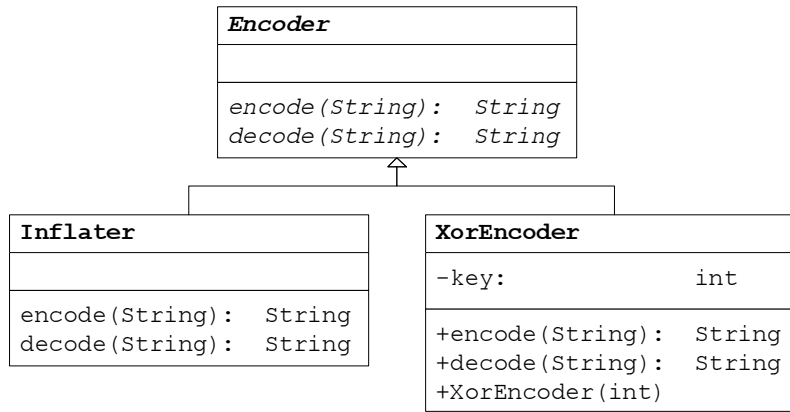 Encoder
encode(String): String
decode(String): String
Inflater
encode(String): String
decode(String): String
XorEncoder
-key: int
+encode(String): String
+decode(String): String
+XorEncoder(int)